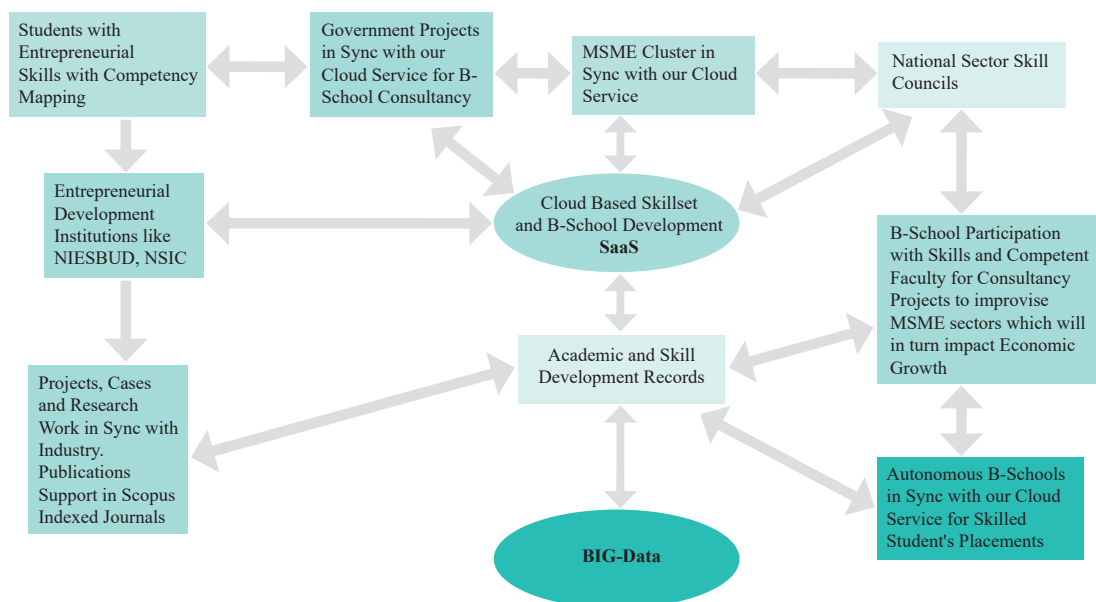 Students with
Entrepreneurial
Skills with Competency
Mapping
Government Projects
in Sync with our
Cloud Service for B-
School Consultancy
MSME Cluster in
Sync with our Cloud
Service
National Sector Skill
Councils
Entrepreneurial
Development
Institutions like
NIESBUD, NSIC
Cloud Based Skillset
and B-School Development
SaaS
B-School Participation
with Skills and Competent
Faculty for Consultancy
Projects to improvise
MSME sectors which will
in turn impact Economic
Growth
Academic and Skill
Development Records
Projects, Cases
and Research
Work in Sync with
Industry.
Publications
Support in Scopus
Indexed Journals
Autonomous B-Schools
in Sync with our Cloud
Service for Skilled
Student's Placements
BIG-Data